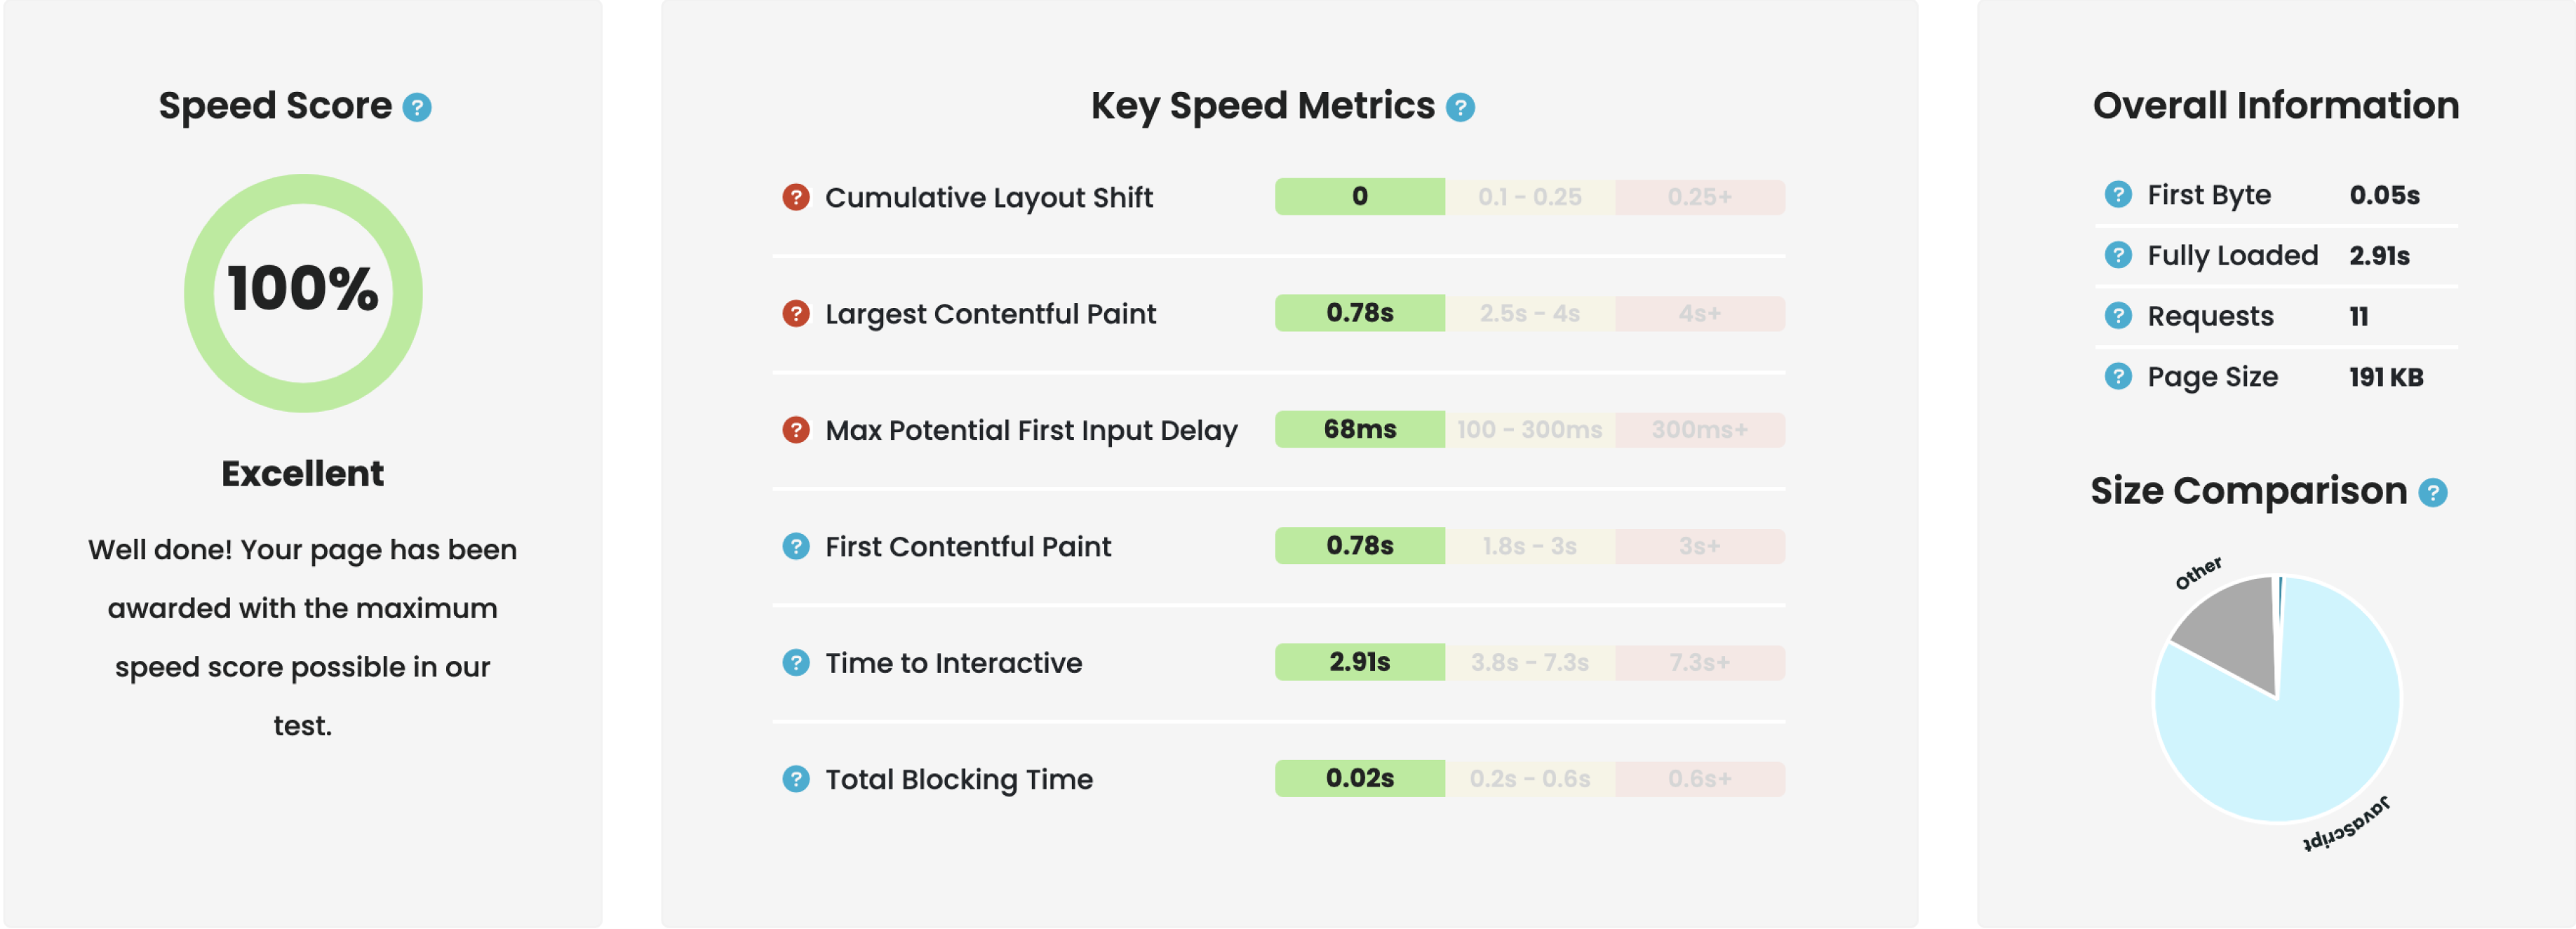 Speed Score ?
100%
Excellent
Well done! Your page has been
awarded with the maximum
speed score possible in our
test.
Key Speed Metrics ?
? Cumulative Layout Shift 0 0.1 - 0.25 0.25+
? Largest Contentful Paint 0.78s 2.5s - 4s 4s+
? Max Potential First Input Delay 68ms 100 - 300ms 300ms+
? First Contentful Paint 0.78s 1.8s - 3s 3s+
? Time to Interactive 2.91s 3.8s - 7.3s 7.3s+
? Total Blocking Time 0.02s 0.2s - 0.6s 0.6s+
Overall Information
? First Byte 0.05s
? Fully Loaded 2.91s
? Requests 11
? Page Size 191 KB
Size Comparison ?
Other
Javascript